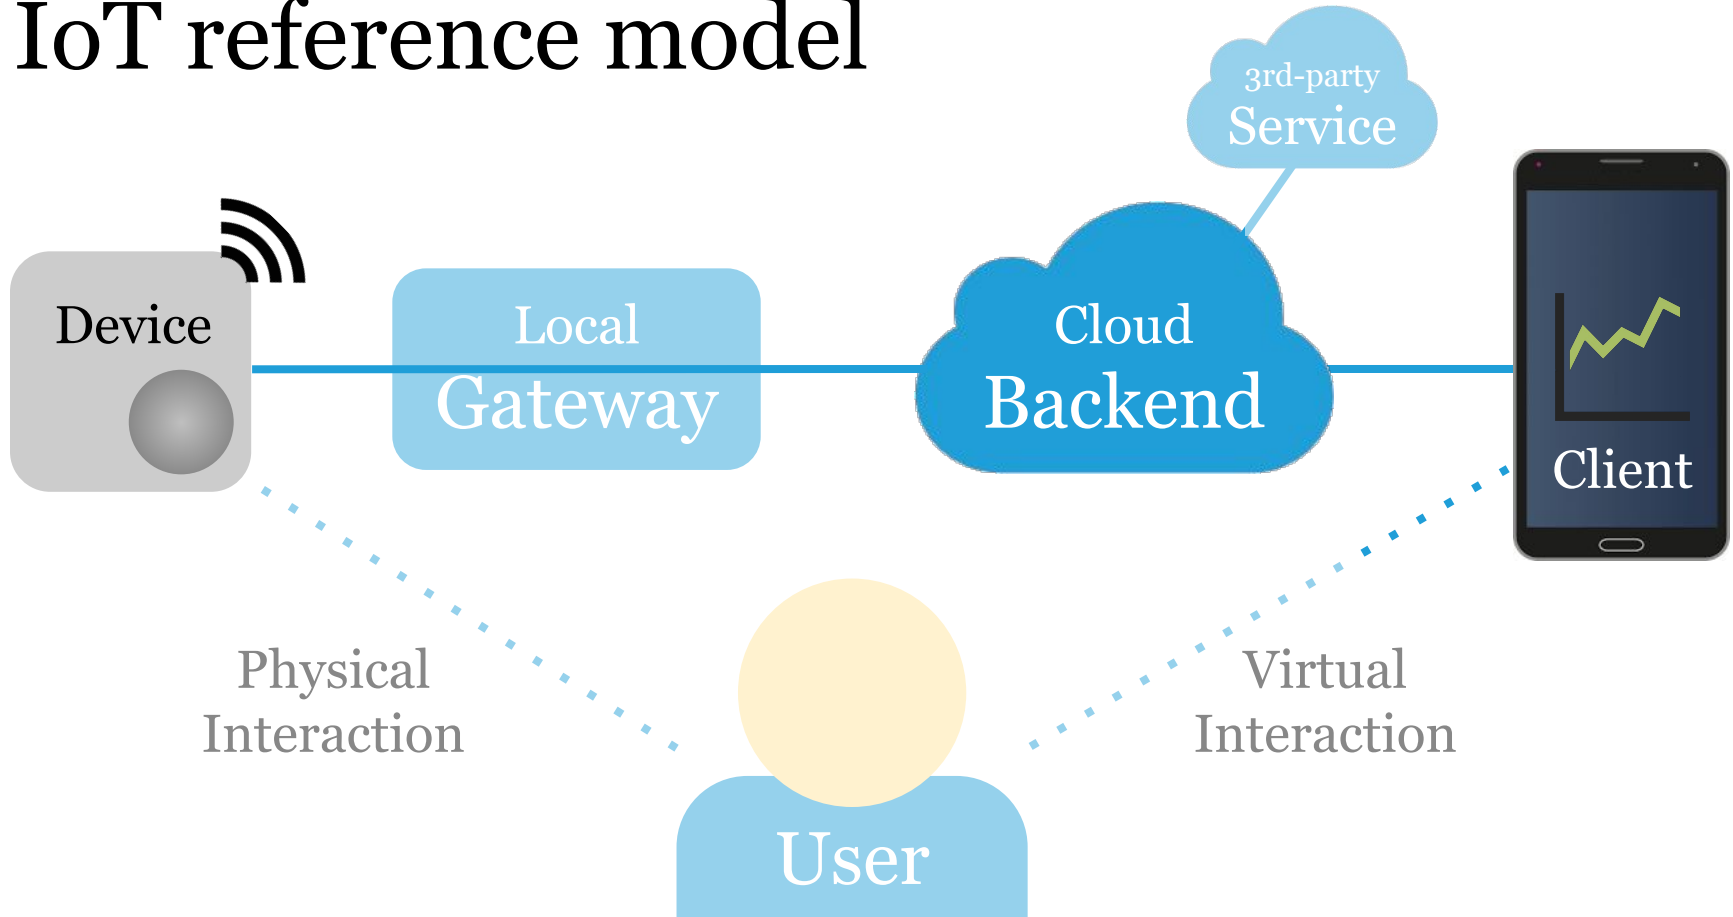 IoT reference model
3rd-party
Service
Device
Local
Gateway
Cloud
Backend
Client
Physical
Interaction
Virtual
Interaction
User